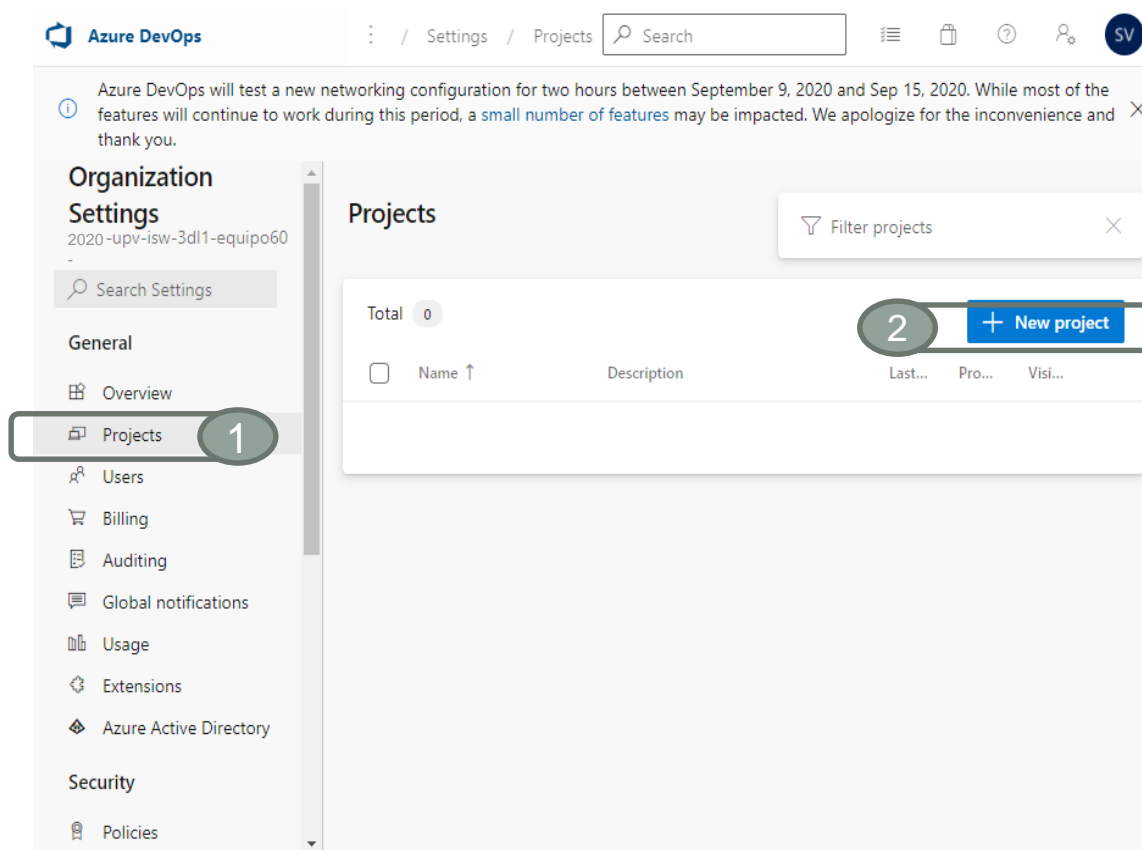 Azure DevOps
/ Settings / Projects
Search
SV
Azure DevOps will test a new networking configuration for two hours between September 9, 2020 and Sep 15, 2020. While most of the
features will continue to work during this period, a small number of features may be impacted. We apologize for the inconvenience and
thank you.
Organization
Settings
2020-upv-isw-3dl1-equipo60
-
Search Settings
General
Overview
Projects
1
Users
Billing
Auditing
Global notifications
Usage
Extensions
Azure Active Directory
Security
Policies
Projects
Filter projects
Total 0
2
+ New project
Name ↑ Description Last... Pro... Visi...